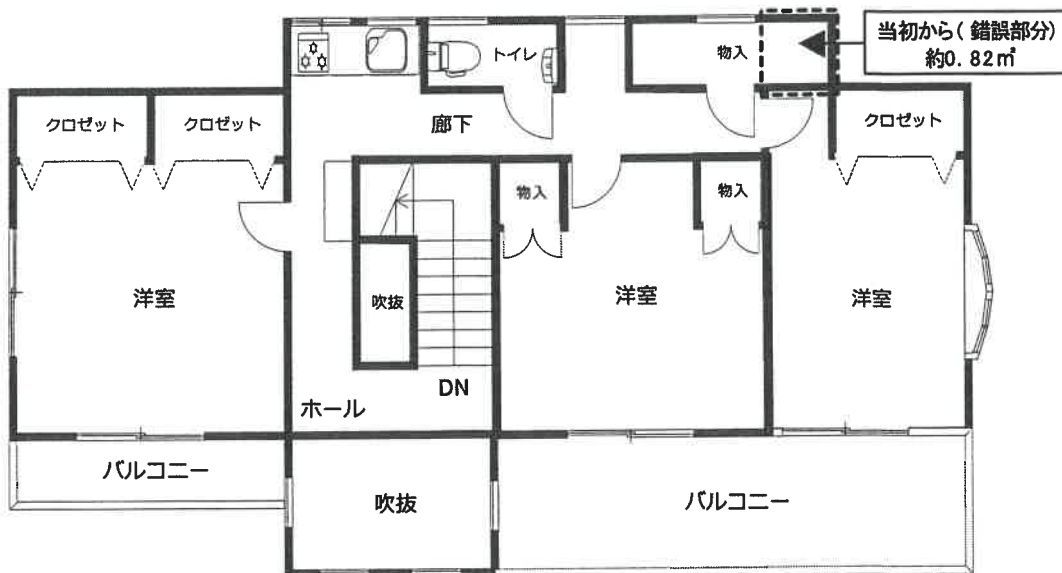 当初から(錯誤部分)
約0.82㎡
トイレ
物入
クロゼット
クロゼット
廊下
クロゼット
物入
物入
洋室
吹抜
洋室
洋室
DN
ホール
バルコニー
吹抜
バルコニー